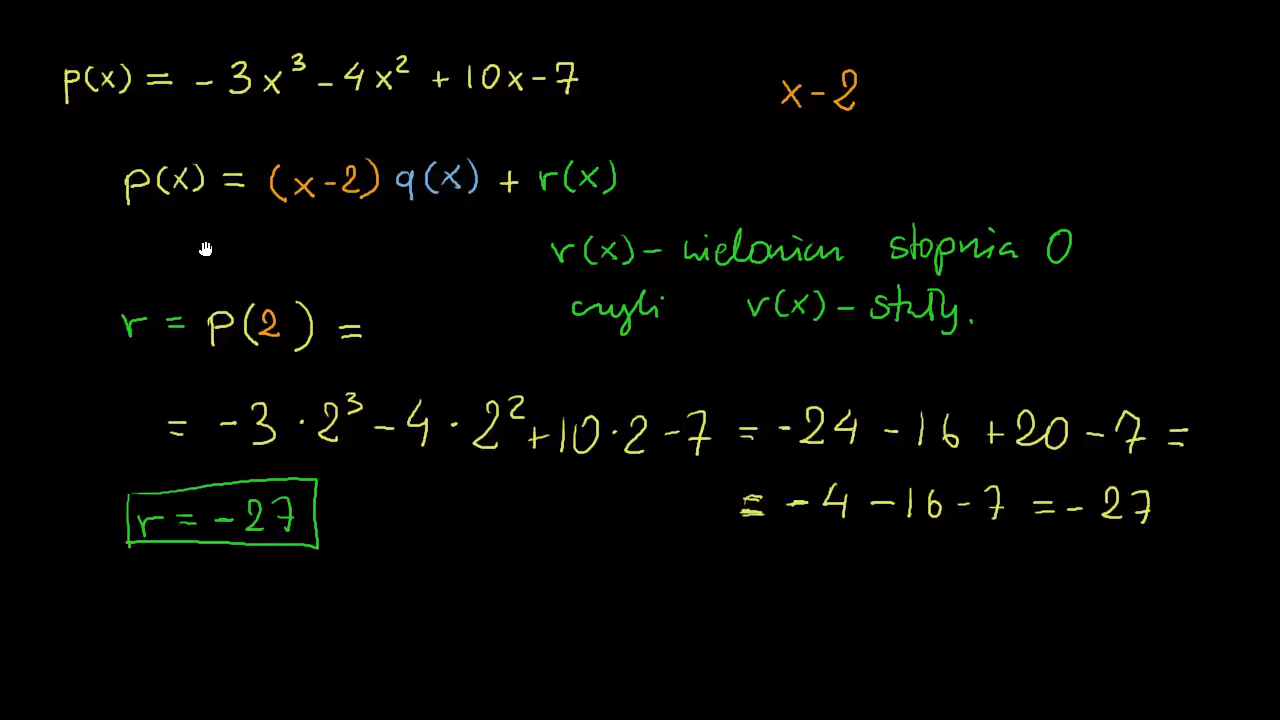 p(x) = - 3x³ - 4x² + 10x - 7
x - 2
p(x) = (x-2) q(x) + r(x)
r(x) - wielomian stopnia 0
czyli r(x) - stały.
r = p(2) =
= -3 · 2³ - 4 · 2² + 10 · 2 - 7 = -24 - 16 + 20 - 7 =
= -4 - 16 - 7 = -27
r = -27